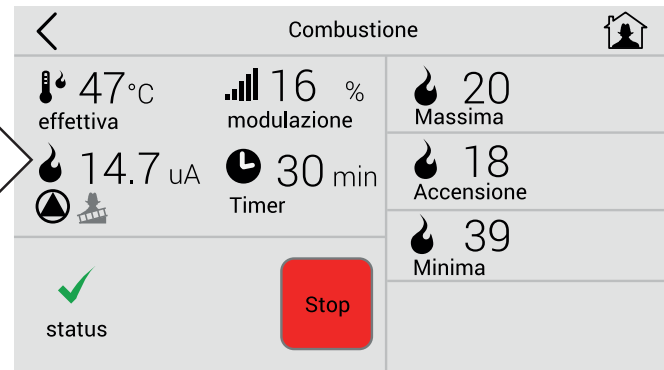 Combustione
47°C
effettiva
16 %
modulazione
14.7 uA
30 min
Timer
status
Stop
20
Massima
18
Accensione
39
Minima